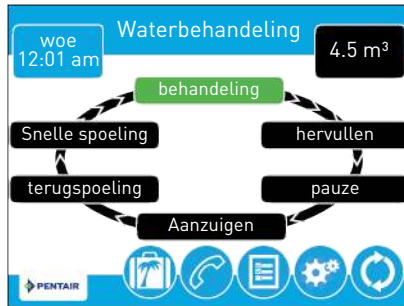 Waterbehandeling
woe
12:01 am
4.5 m³
behandeling
Snelle spoeling
hervullen
terugspoeling
pauze
Aanzuigen
PENTAIR